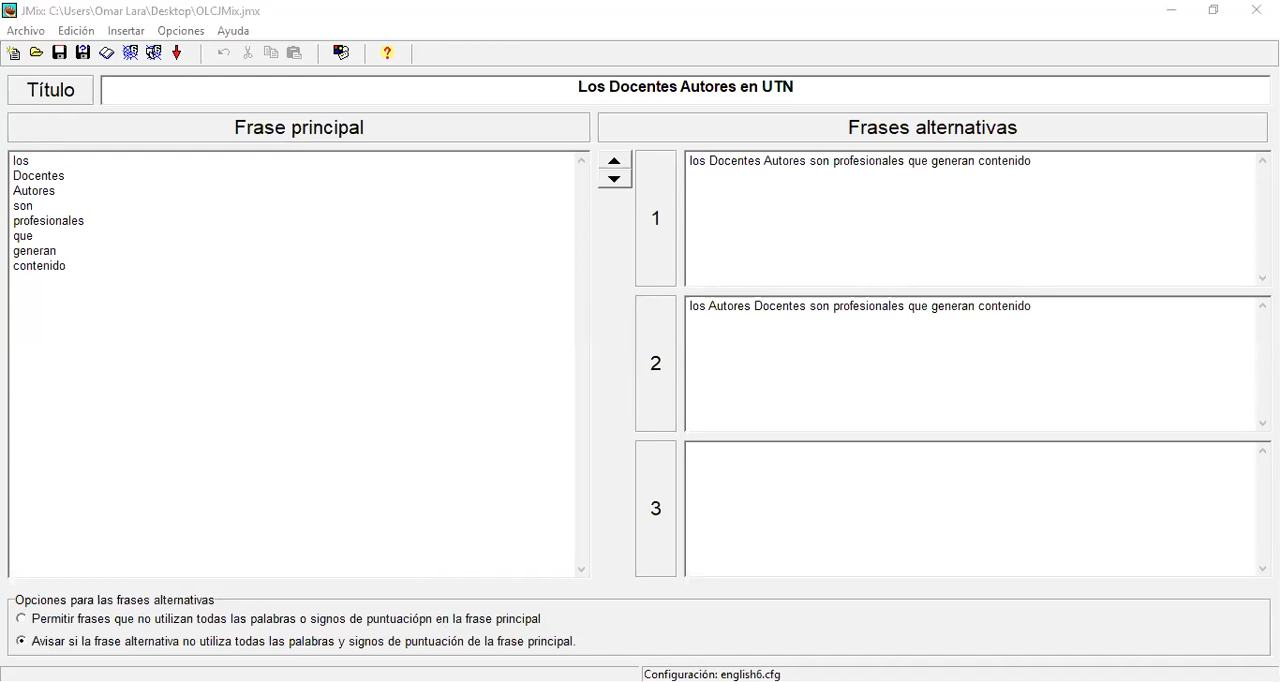 JMix: C:\Users\Omar Lara\Desktop\OLCJMix.jmx
Archivo Edición Insertar Opciones Ayuda
?
Título
Los Docentes Autores en UTN
Frase principal
Frases alternativas
los
Docentes
Autores
son
profesionales
que
generan
contenido
1
los Docentes Autores son profesionales que generan contenido
2
los Autores Docentes son profesionales que generan contenido
3
Opciones para las frases alternativas
Permitir frases que no utilizan todas las palabras o signos de puntuaciópn en la frase principal
Avisar si la frase alternativa no utiliza todas las palabras y signos de puntuación de la frase principal.
Configuración: english6.cfg